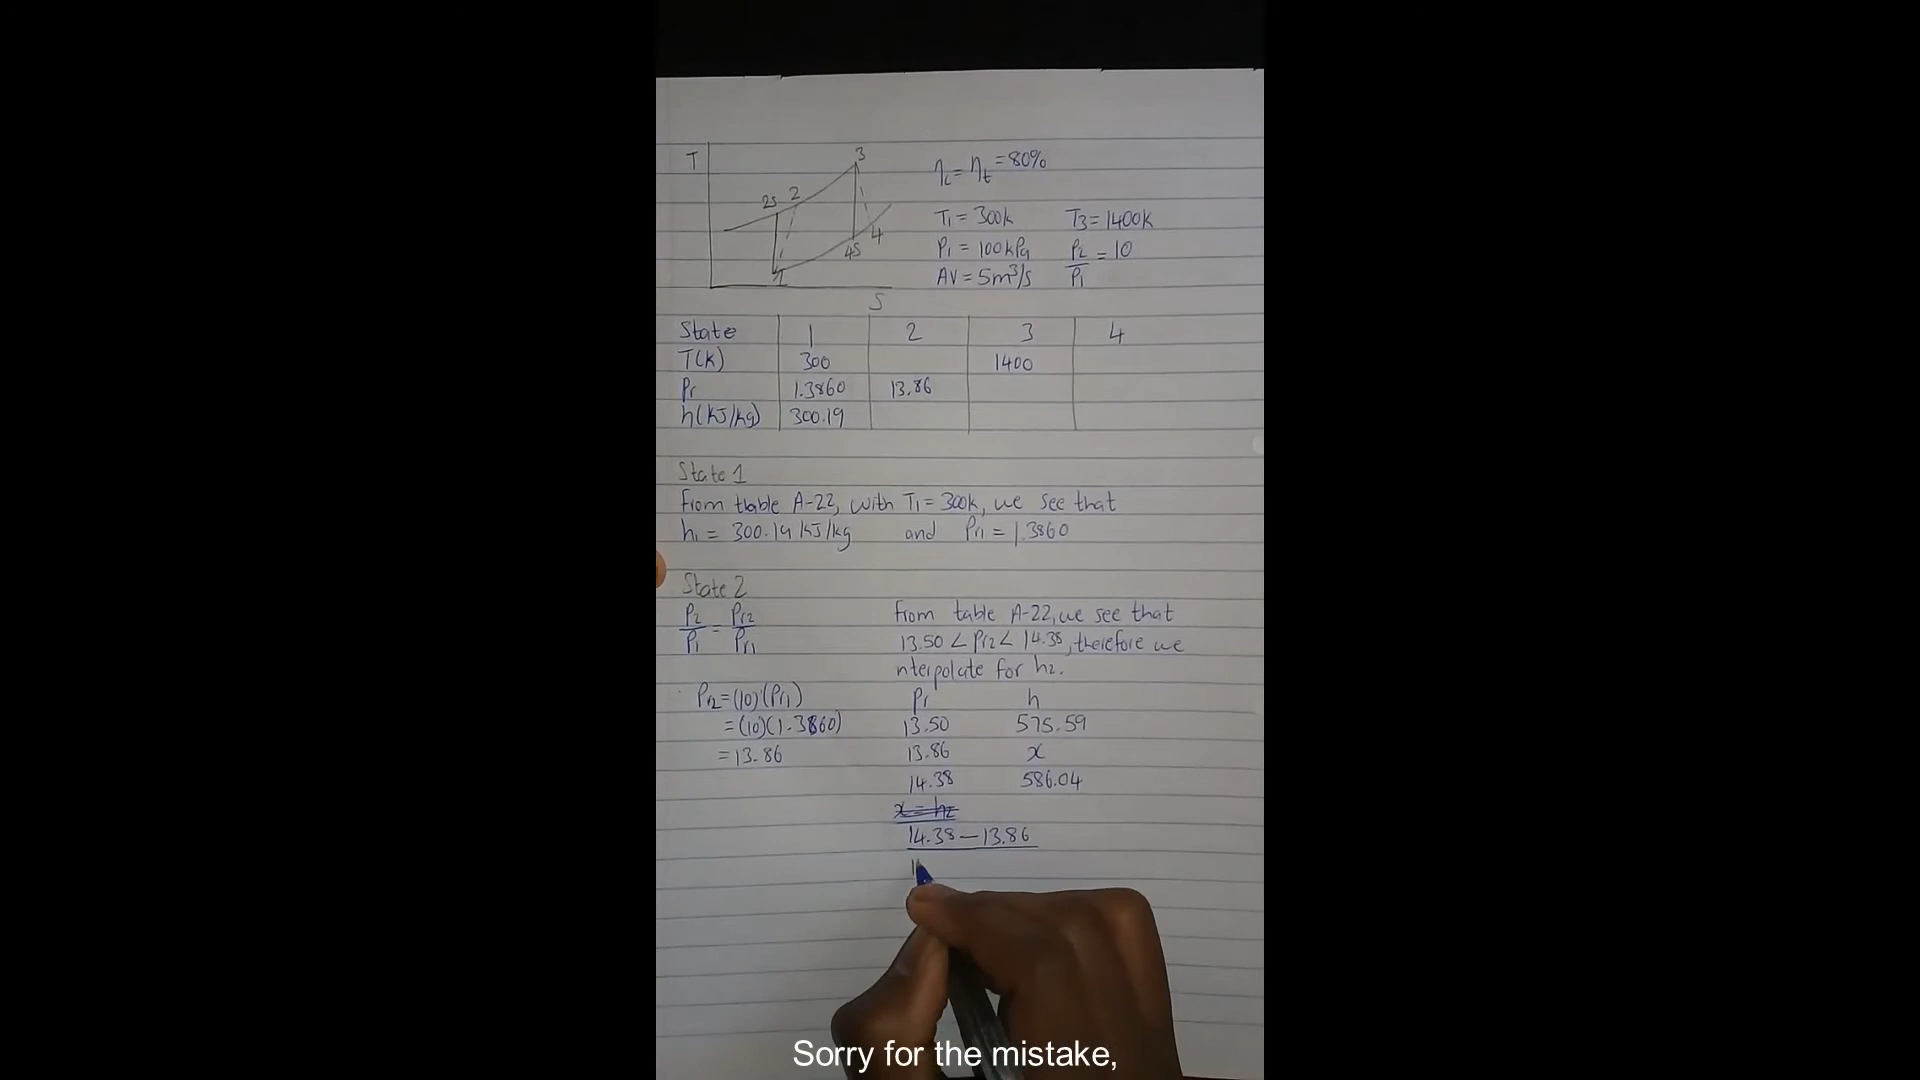 T
3
2s 2
4
4s
1
S
ηc = ηt = 80%
T1 = 300K T3 = 1400K
P1 = 100kPa P2/P1 = 10
AV = 5m³/s
State 1 2 3 4
T(K) 300 1400
Pr 1.3860 13.86
h(KJ/kg) 300.19
State 1
From table A-22, with T1 = 300K, we see that
h1 = 300.19 KJ/kg and Pr1 = 1.3860
State 2
P2/P1 = Pr2/Pr1
Pr2 = (10)(Pr1)
= (10)(1.3860)
= 13.86
From table A-22, we see that
13.50 < Pr2 < 14.38, therefore we
nterpolate for h2.
Pr h
13.50 575.59
13.86 x
14.38 586.04
x = h2
14.38 — 13.86
Sorry for the mistake,